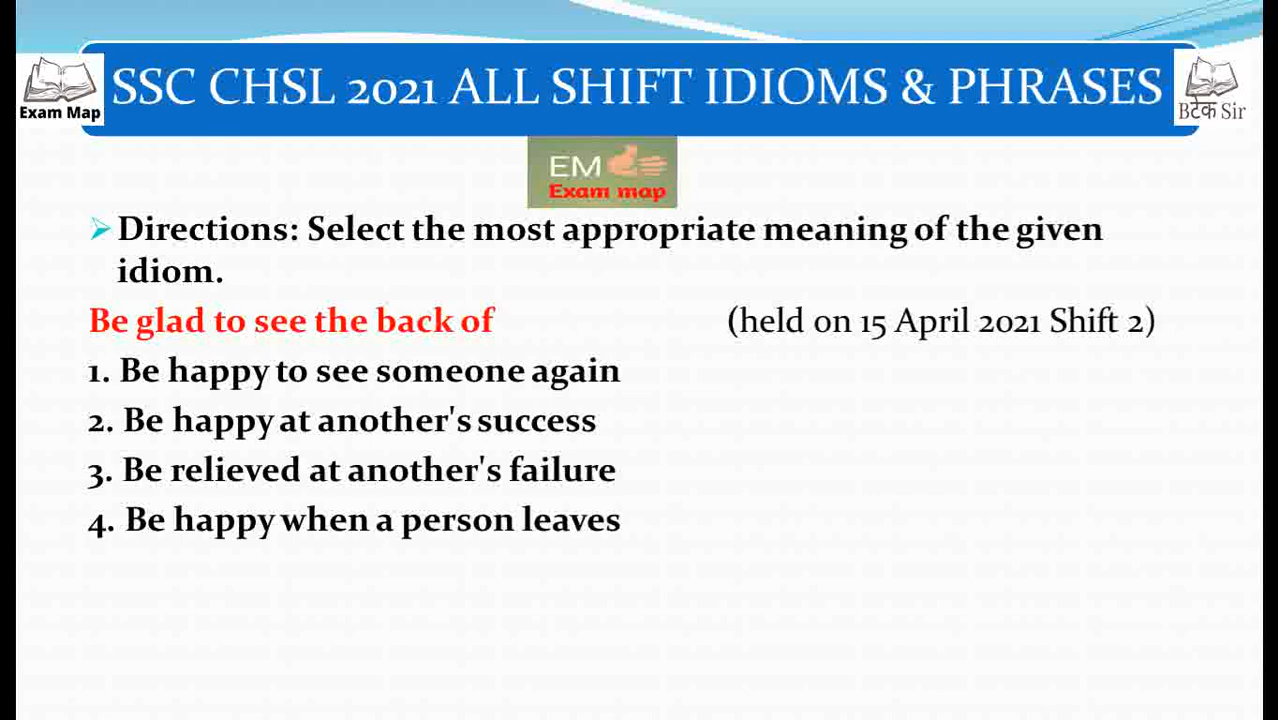 SSC CHSL 2021 ALL SHIFT IDIOMS & PHRASES
Exam Map
Bटेक Sir
EM
Exam map
Directions: Select the most appropriate meaning of the given
idiom.
Be glad to see the back of (held on 15 April 2021 Shift 2)
1. Be happy to see someone again
2. Be happy at another's success
3. Be relieved at another's failure
4. Be happy when a person leaves